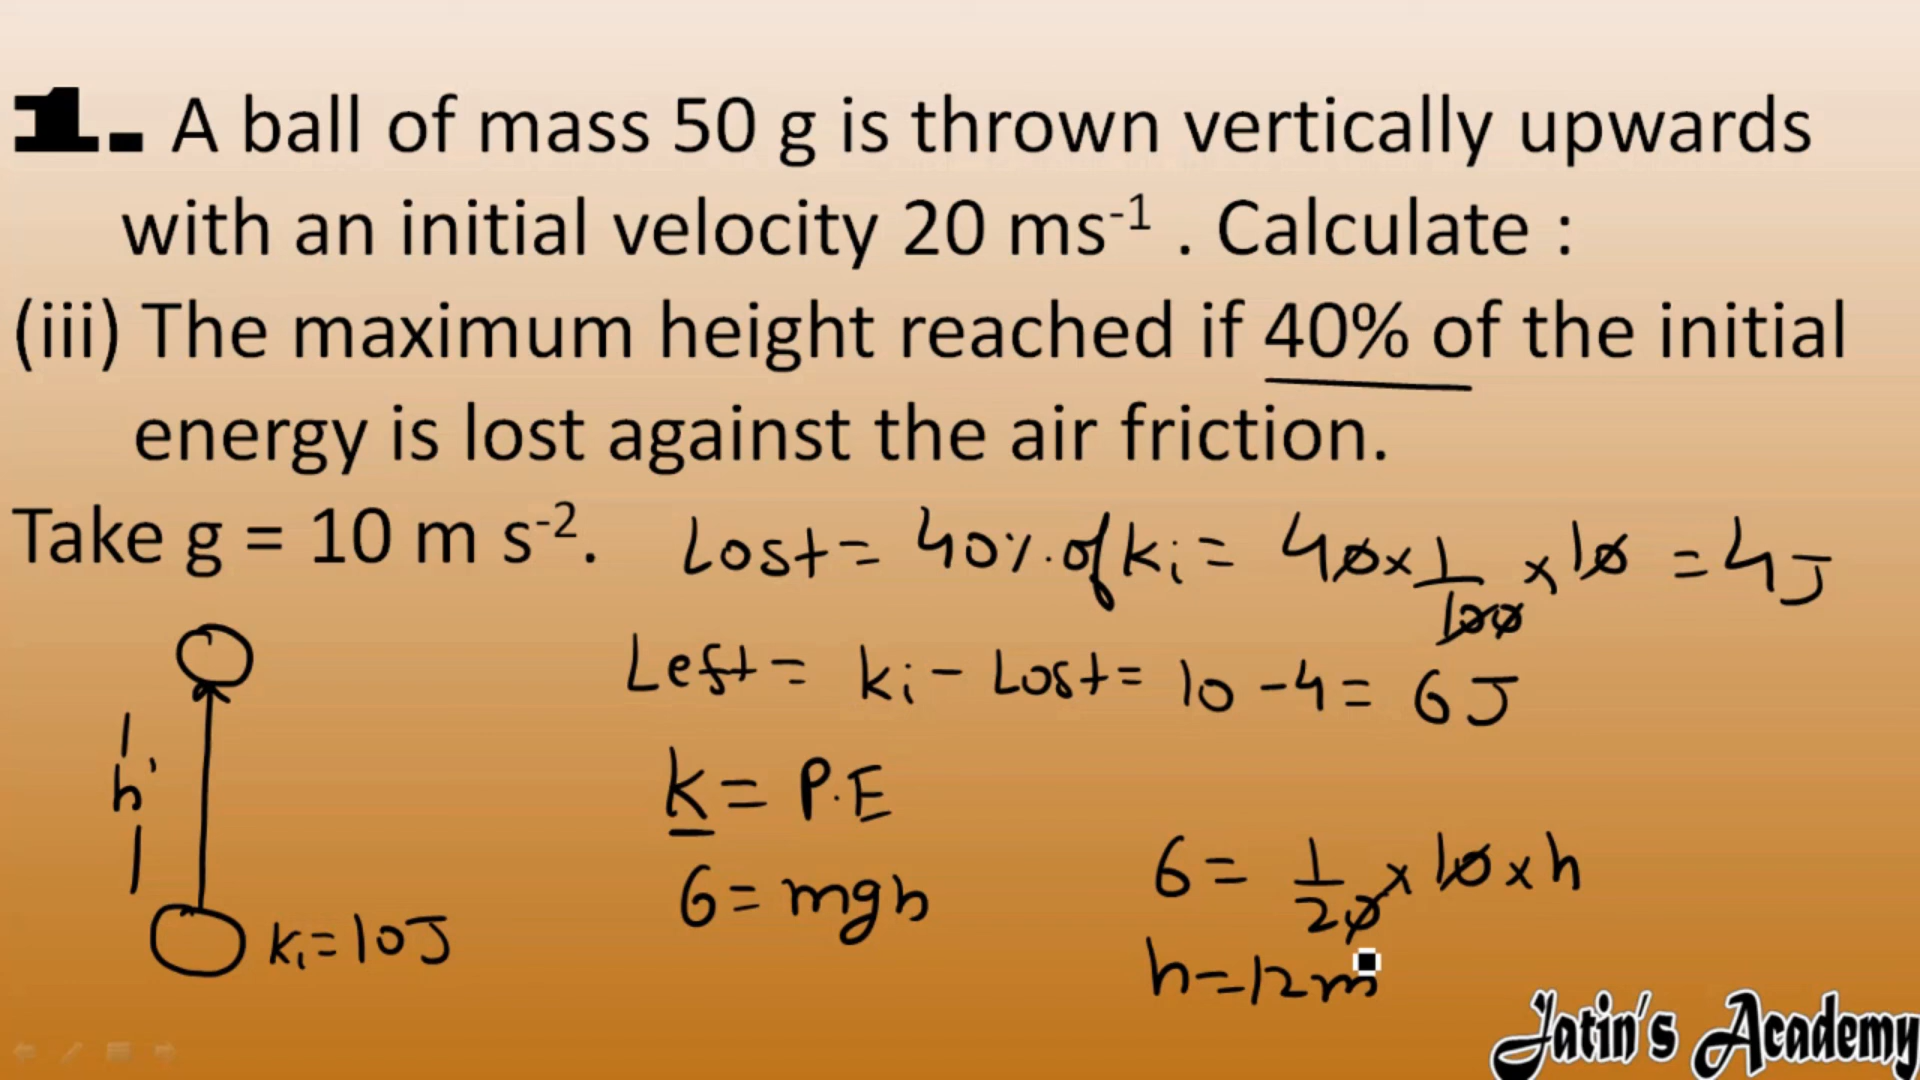 1. A ball of mass 50 g is thrown vertically upwards
with an initial velocity 20 ms⁻¹ . Calculate :
(iii) The maximum height reached if 40% of the initial
energy is lost against the air friction.
Take g = 10 m s⁻².
Lost = 40%.of Ki = 40 × 1/100 × 10 = 4J
Left = Ki - Lost = 10 - 4 = 6J
h'
K = P.E
6 = mgh
6 = 1/20 × 10 × h
Ki = 10J
h = 12m
Jatin's Academy